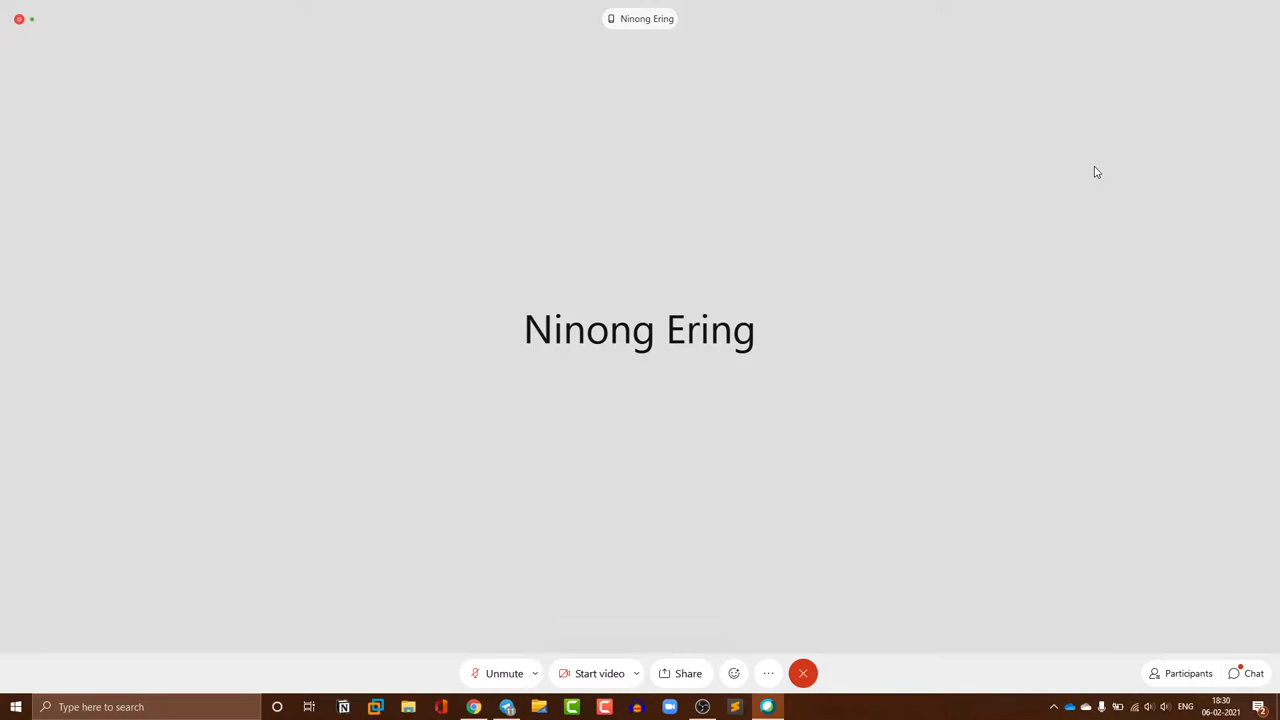 Ninong Ering
Ninong Ering
Unmute
Start video
Share
Participants
Chat
Type here to search
ENG
18:30
06-02-2021
2